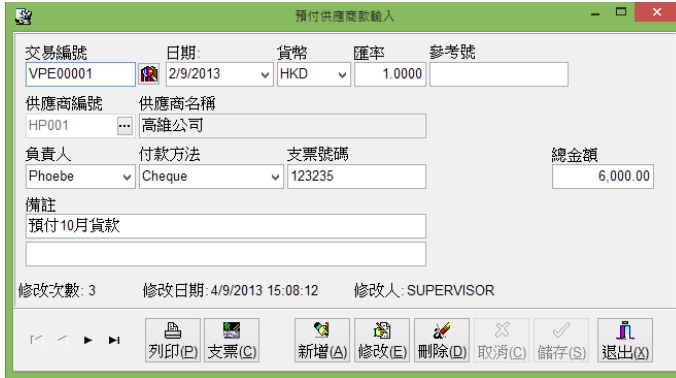 預付供應商款輸入
交易編號 日期: 貨幣 匯率 參考號
VPE00001 2/9/2013 HKD 1.0000
供應商編號 供應商名稱
HP001 高維公司
負責人 付款方法 支票號碼 總金額
Phoebe Cheque 123235 6,000.00
備註
預付10月貨款
修改次數: 3 修改日期: 4/9/2013 15:08:12 修改人: SUPERVISOR
列印(P) 支票(C) 新增(A) 修改(E) 刪除(D) 取消(C) 儲存(S) 退出(X)